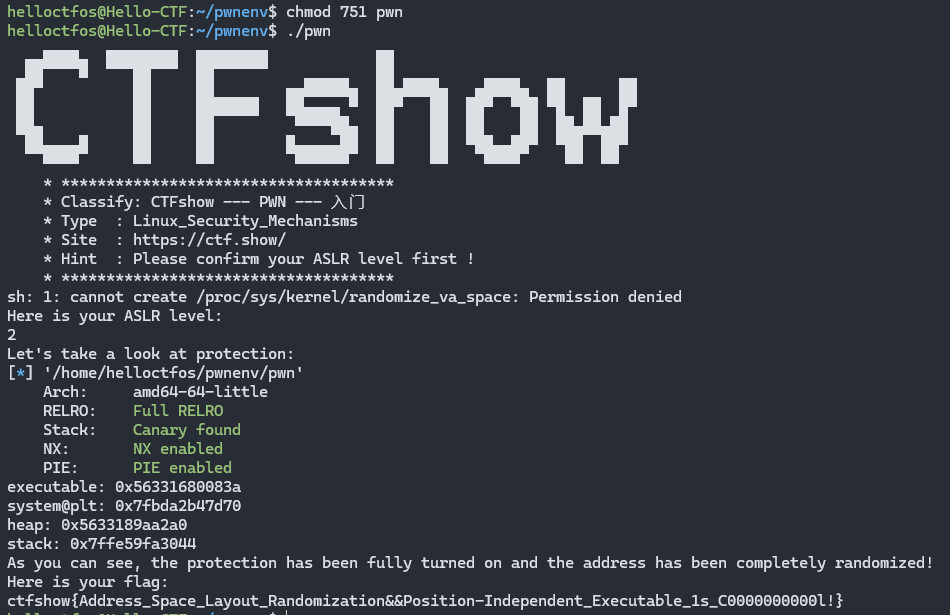 helloctfos@Hello-CTF:~/pwnenv$ chmod 751 pwn
helloctfos@Hello-CTF:~/pwnenv$ ./pwn
CTFshow
* *************************************
* Classify: CTFshow --- PWN --- 入门
* Type  : Linux_Security_Mechanisms
* Site  : https://ctf.show/
* Hint  : Please confirm your ASLR level first !
* *************************************
sh: 1: cannot create /proc/sys/kernel/randomize_va_space: Permission denied
Here is your ASLR level:
2
Let's take a look at protection:
[*] '/home/helloctfos/pwnenv/pwn'
Arch:     amd64-64-little
RELRO:    Full RELRO
Stack:    Canary found
NX:       NX enabled
PIE:      PIE enabled
executable: 0x56331680083a
system@plt: 0x7fbda2b47d70
heap: 0x5633189aa2a0
stack: 0x7ffe59fa3044
As you can see, the protection has been fully turned on and the address has been completely randomized!
Here is your flag:
ctfshow{Address_Space_Layout_Randomization&&Position-Independent_Executable_1s_C0000000000l!}